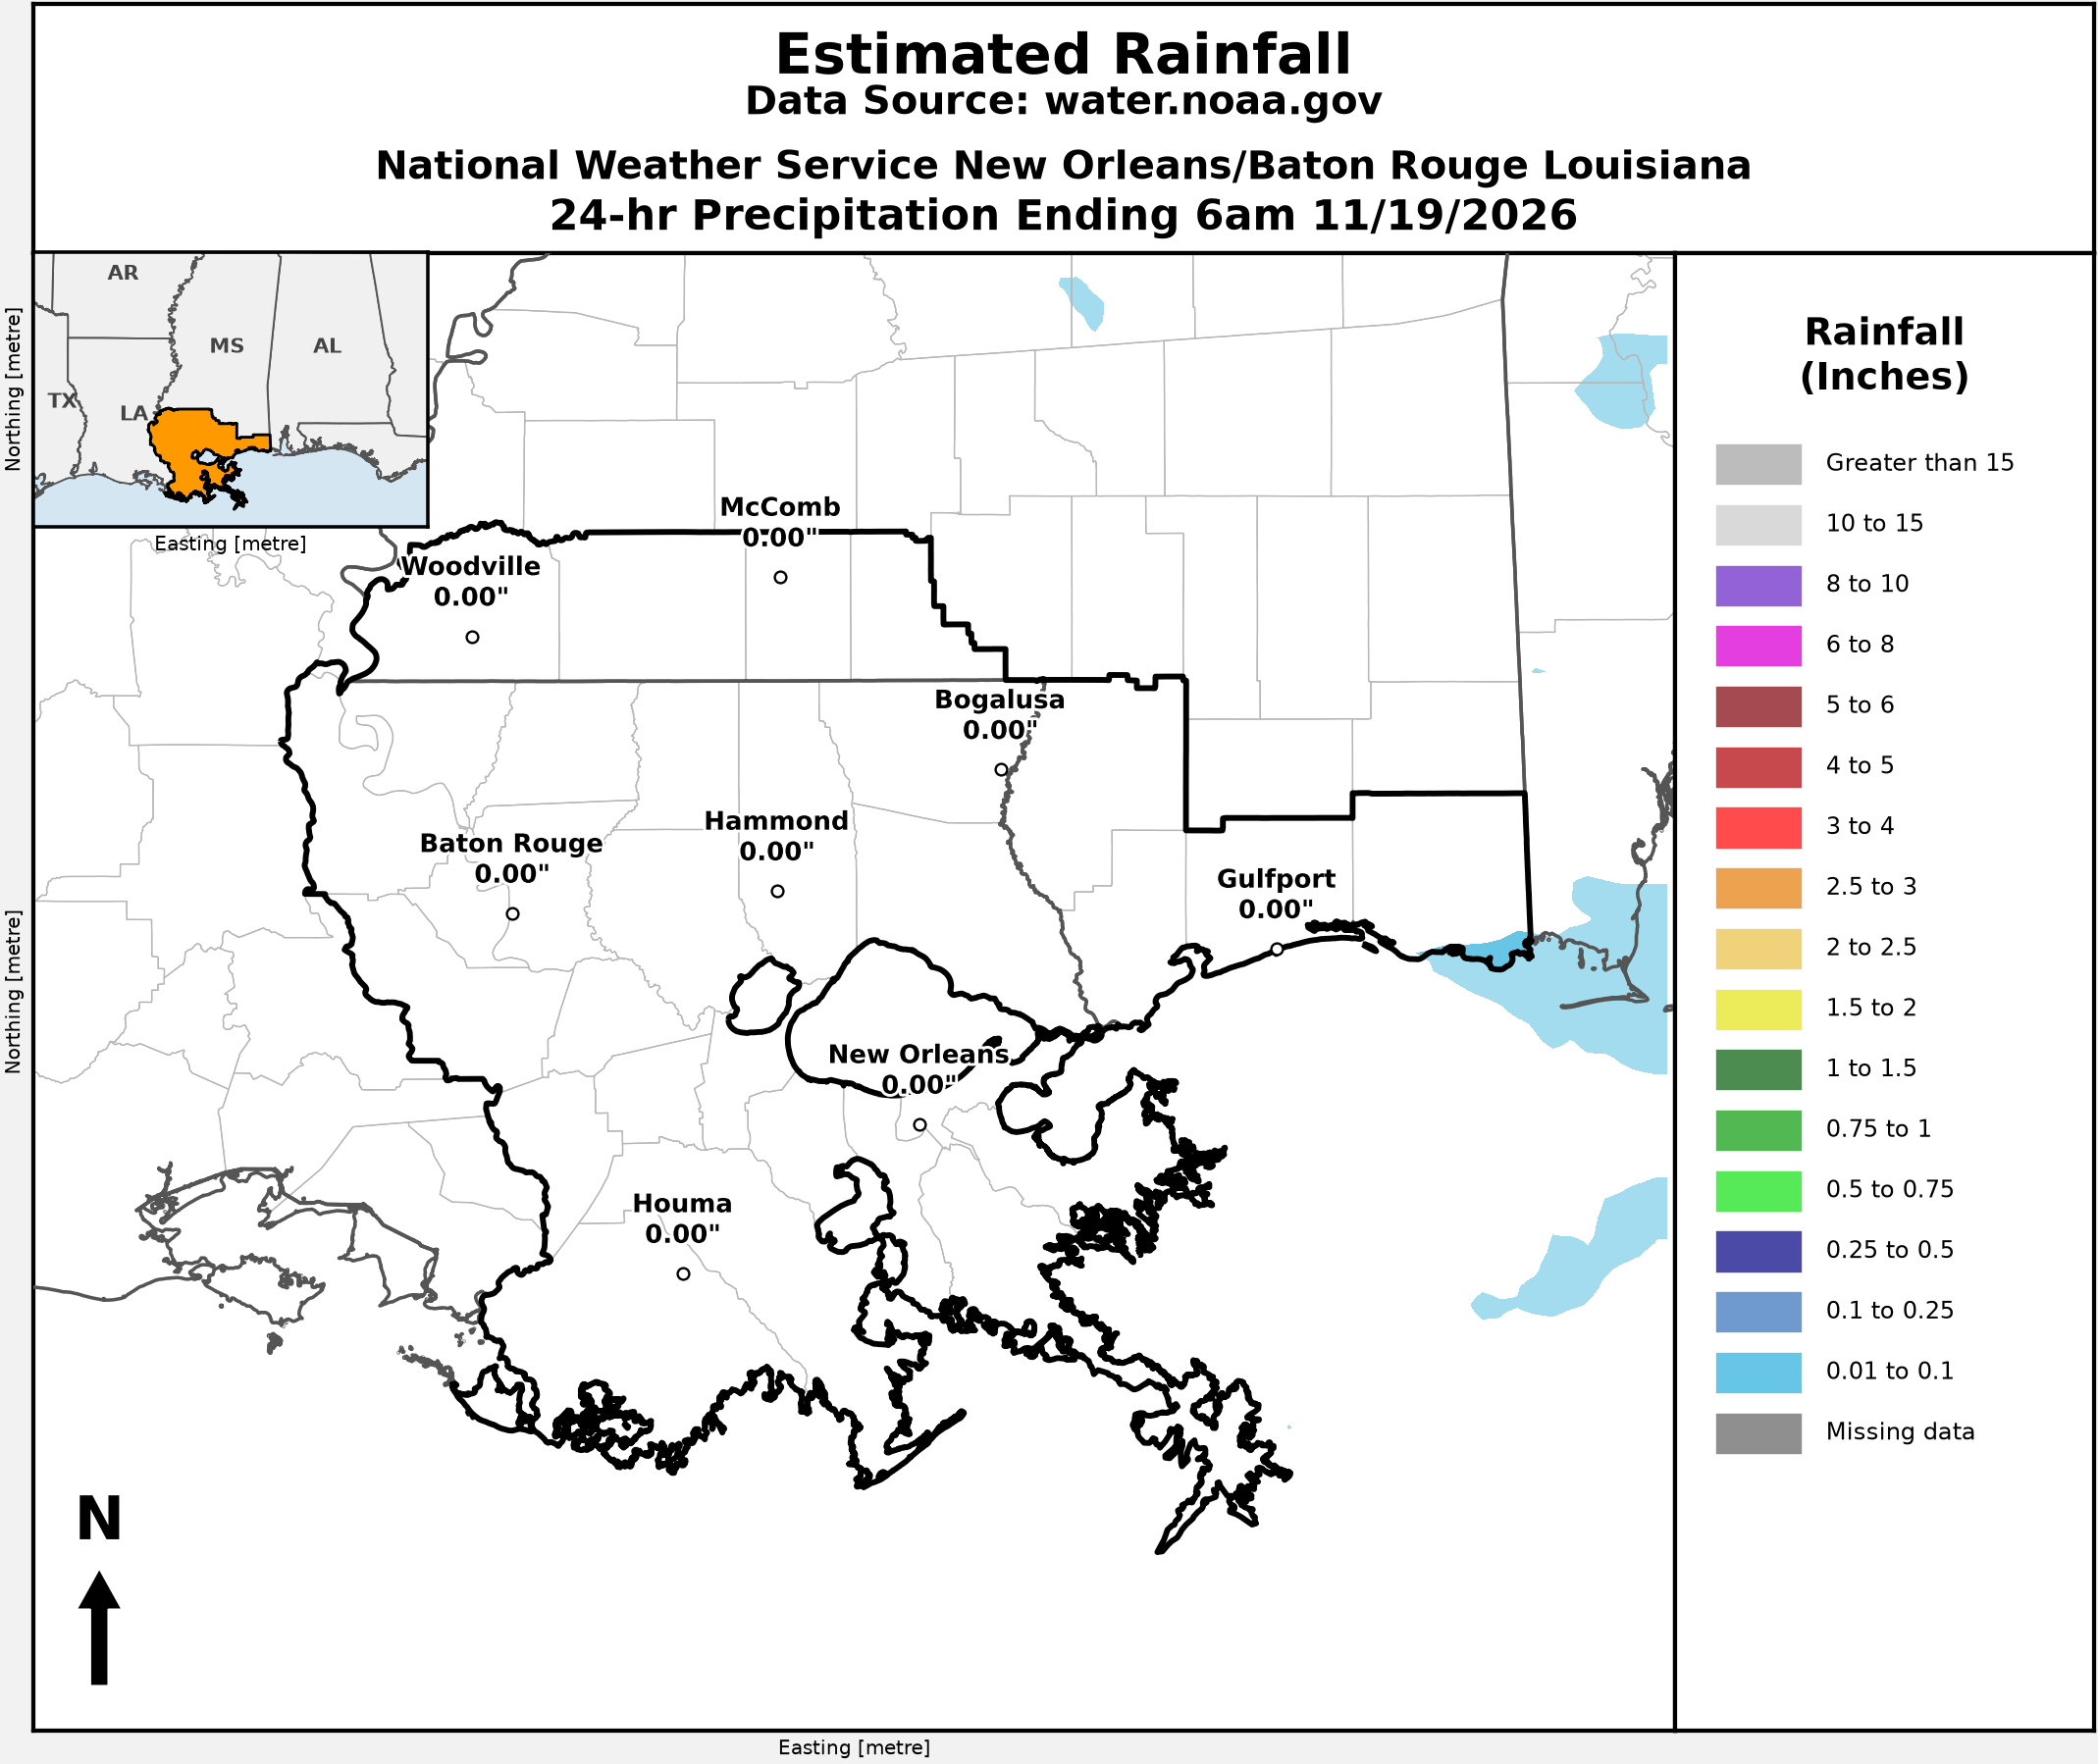 Estimated Rainfall
Data Source: water.noaa.gov
National Weather Service New Orleans/Baton Rouge Louisiana
24-hr Precipitation Ending 6am 11/19/2026
AR
MS
AL
TX
LA
Northing [metre]
Easting [metre]
McComb
0.00"
Woodville
0.00"
Bogalusa
0.00"
Hammond
0.00"
Baton Rouge
0.00"
Gulfport
0.00"
New Orleans
0.00"
Houma
0.00"
N
Northing [metre]
Easting [metre]
Rainfall
(Inches)
Greater than 15
10 to 15
8 to 10
6 to 8
5 to 6
4 to 5
3 to 4
2.5 to 3
2 to 2.5
1.5 to 2
1 to 1.5
0.75 to 1
0.5 to 0.75
0.25 to 0.5
0.1 to 0.25
0.01 to 0.1
Missing data